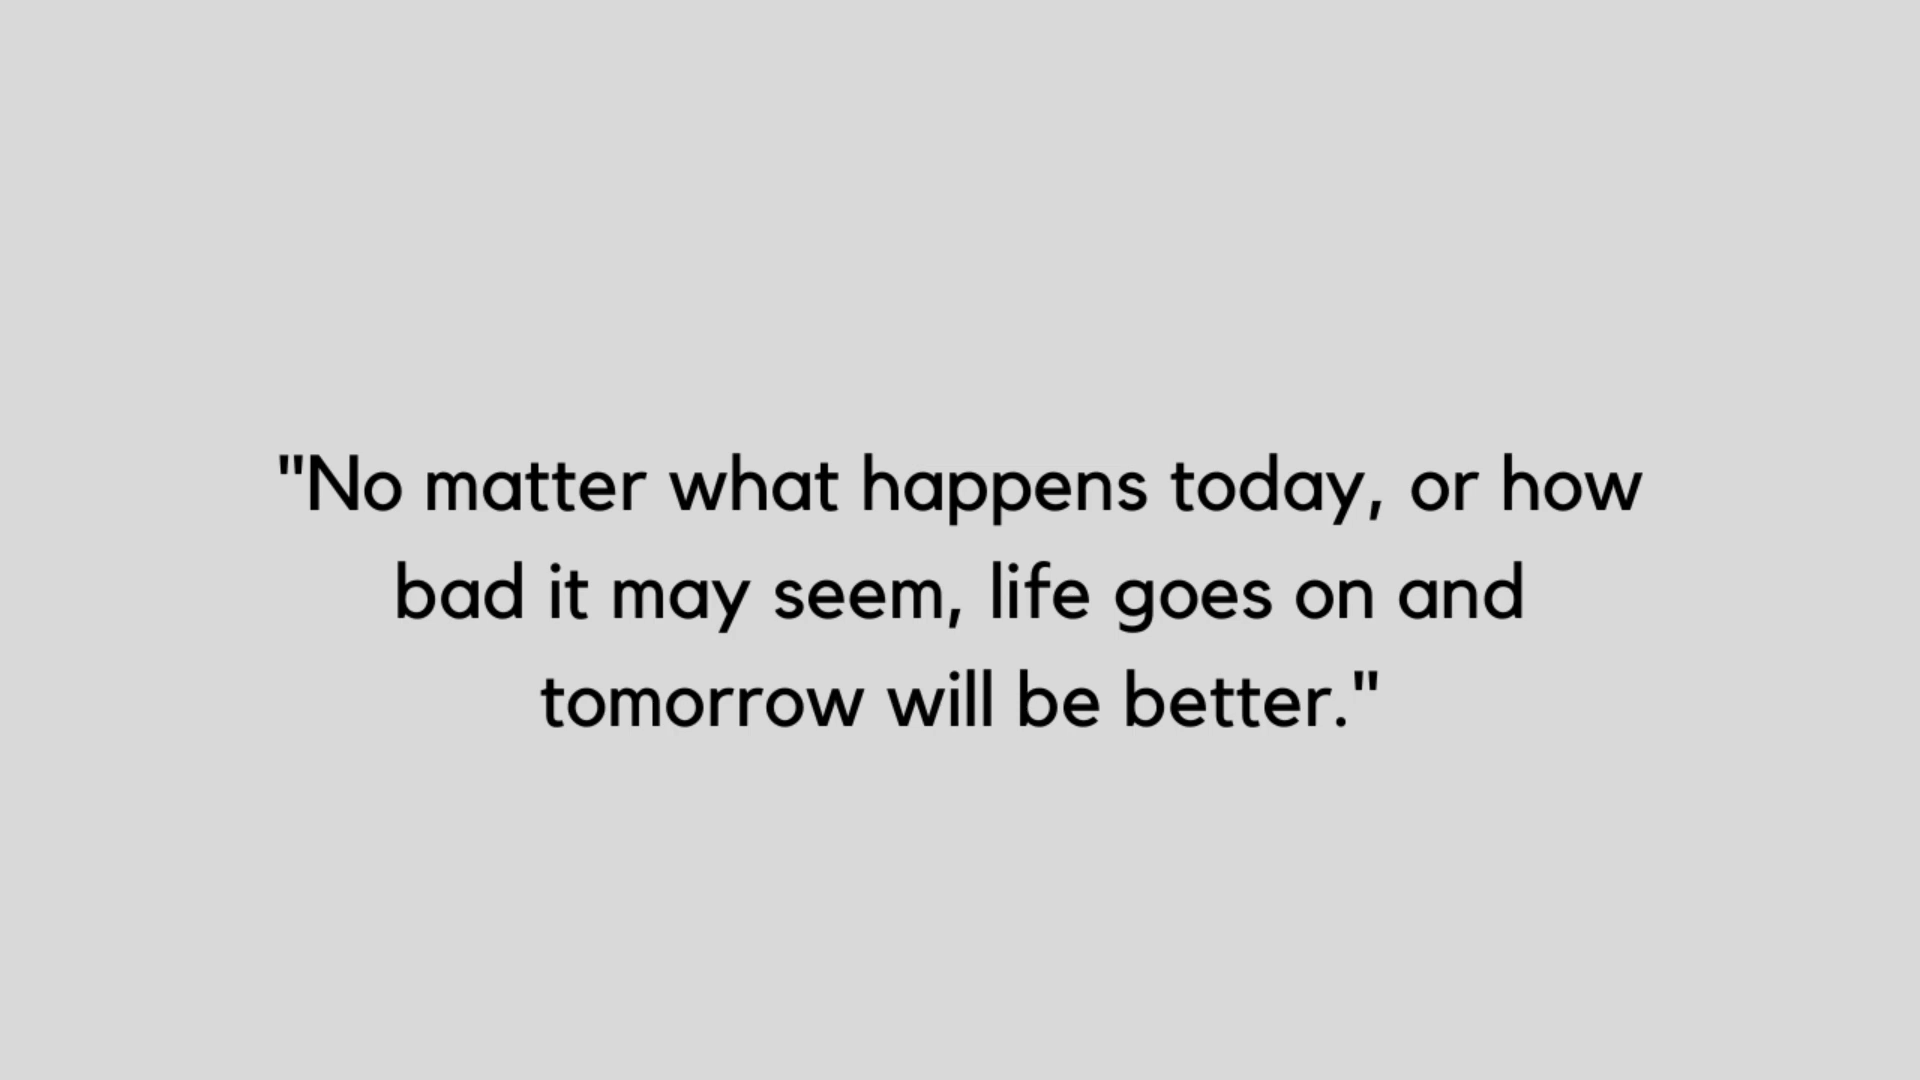 "No matter what happens today, or how
bad it may seem, life goes on and
tomorrow will be better."